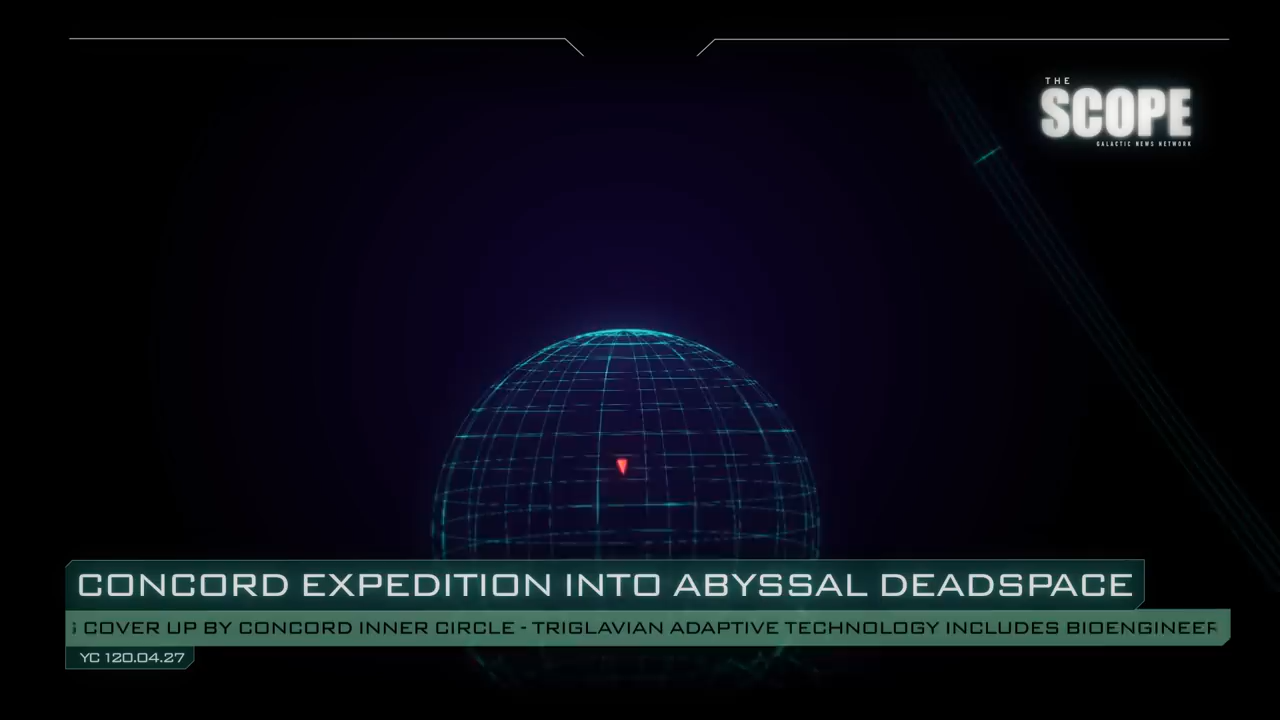 THE
SCOPE
GALACTIC NEWS NETWORK
CONCORD EXPEDITION INTO ABYSSAL DEADSPACE
COVER UP BY CONCORD INNER CIRCLE - TRIGLAVIAN ADAPTIVE TECHNOLOGY INCLUDES BIOENGINEER
YC 120.04.27